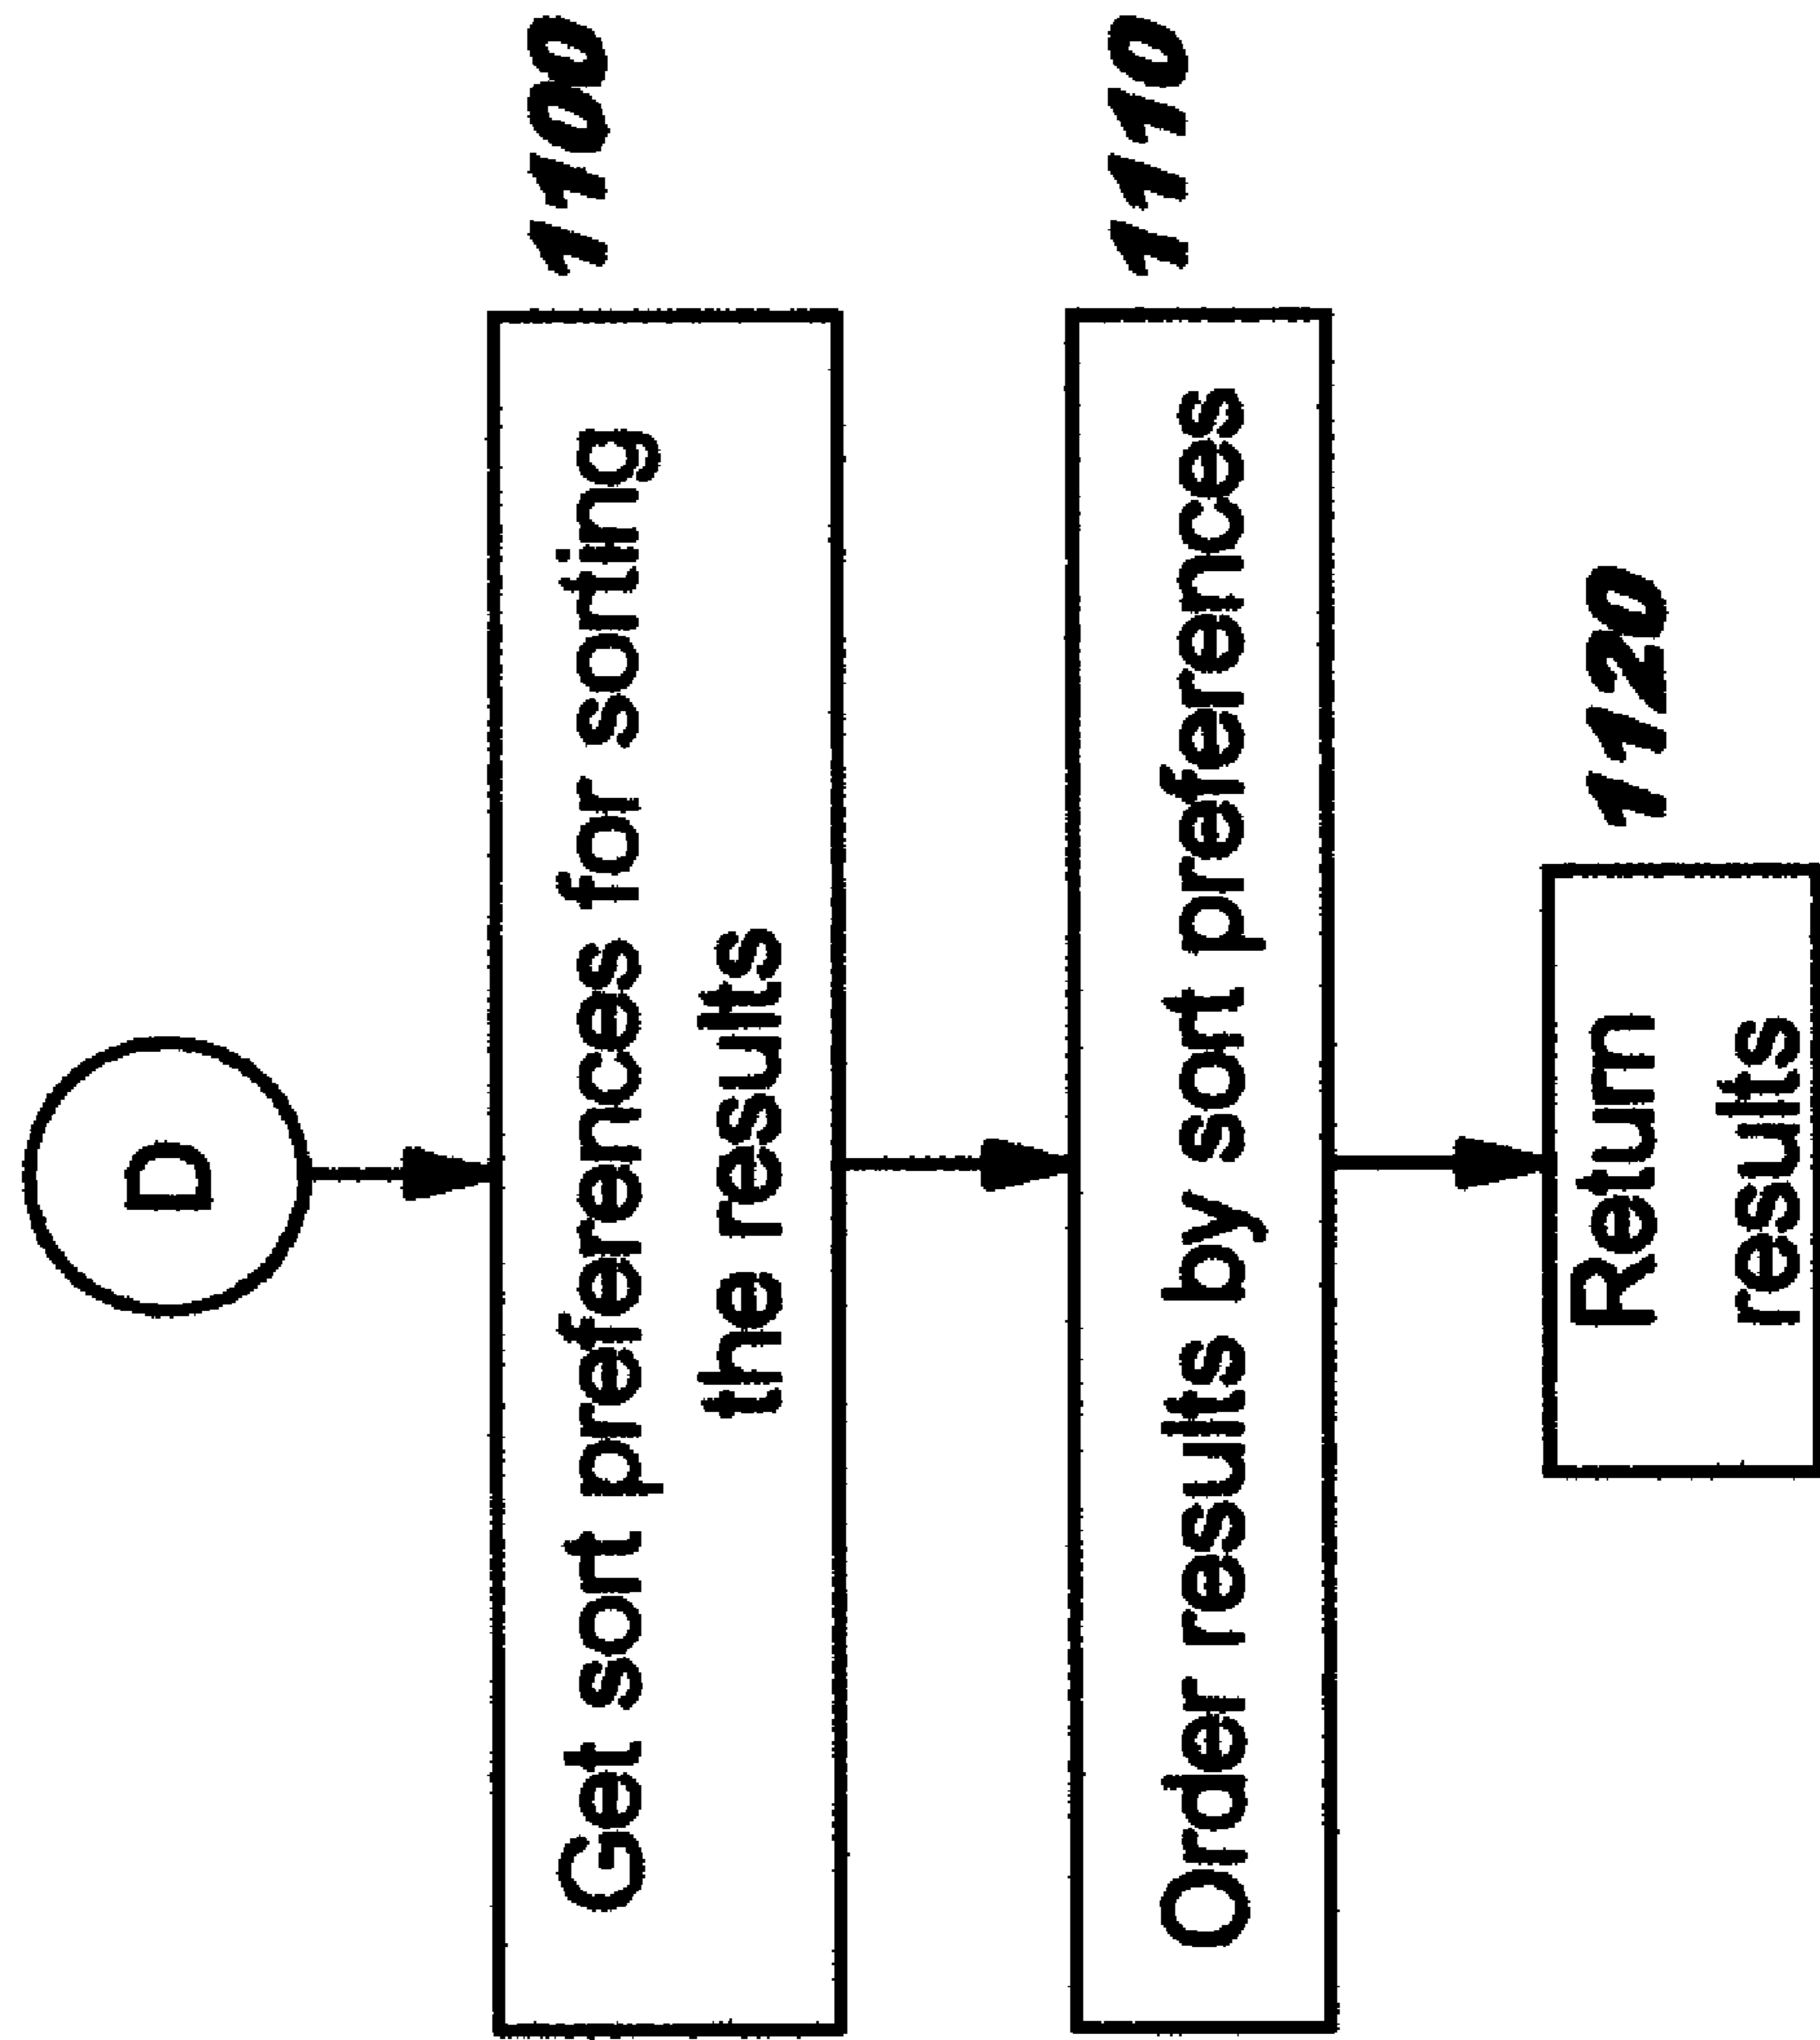 D
Get sort preferences for sorting
the results
1100
Order results by sort preferences
1110
Return
results
1120